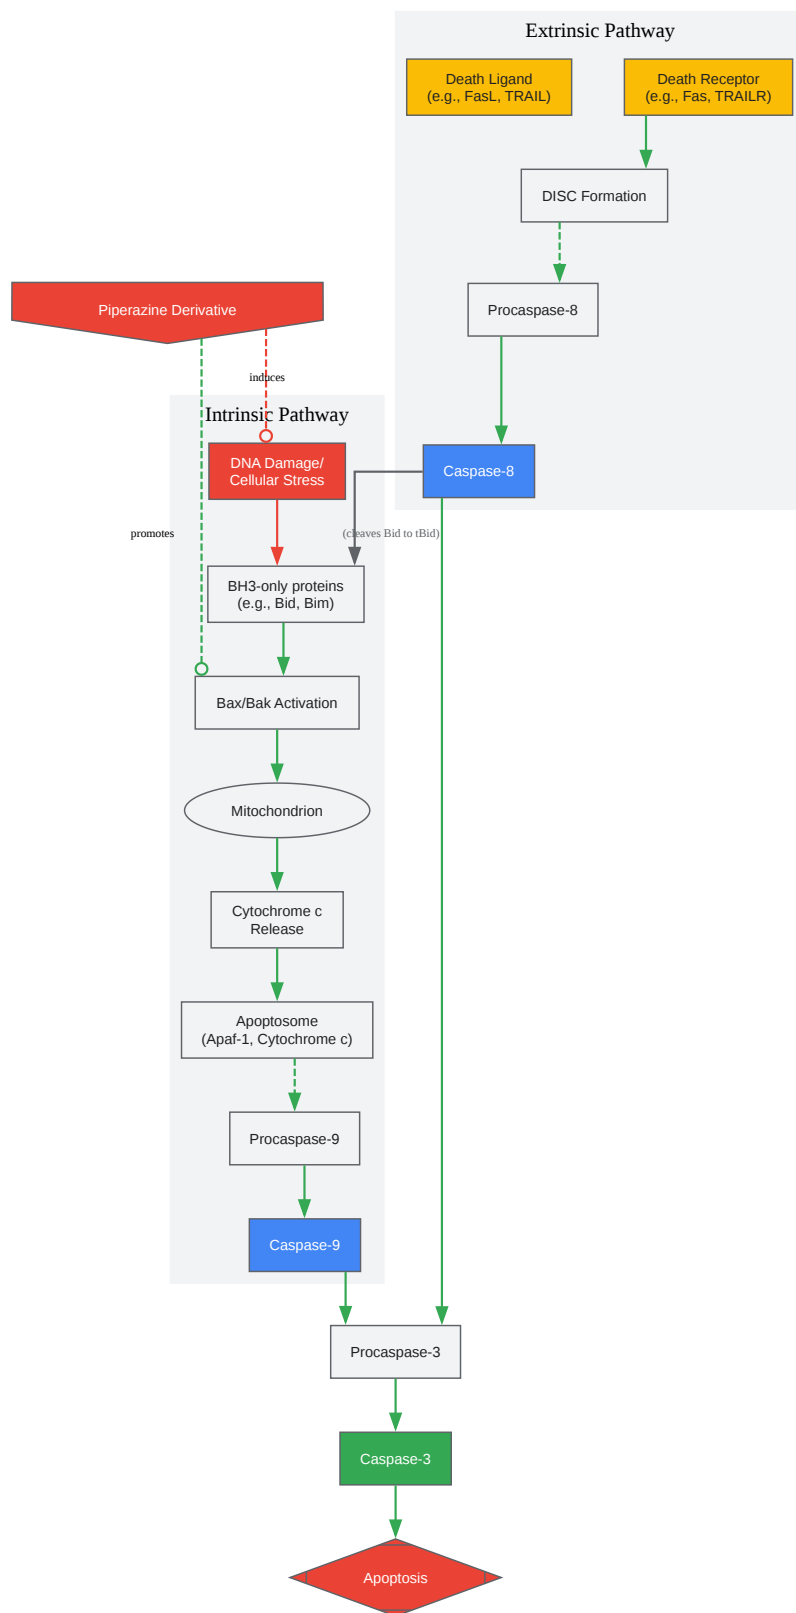 Extrinsic Pathway
Death Ligand
(e.g., FasL, TRAIL)
Death Receptor
(e.g., Fas, TRAILR)
DISC Formation
Piperazine Derivative
Procaspase-8
induces
Intrinsic Pathway
DNA Damage/
Cellular Stress
Caspase-8
promotes
(cleaves Bid to tBid)
BH3-only proteins
(e.g., Bid, Bim)
Bax/Bak Activation
Mitochondrion
Cytochrome c
Release
Apoptosome
(Apaf-1, Cytochrome c)
Procaspase-9
Caspase-9
Procaspase-3
Caspase-3
Apoptosis